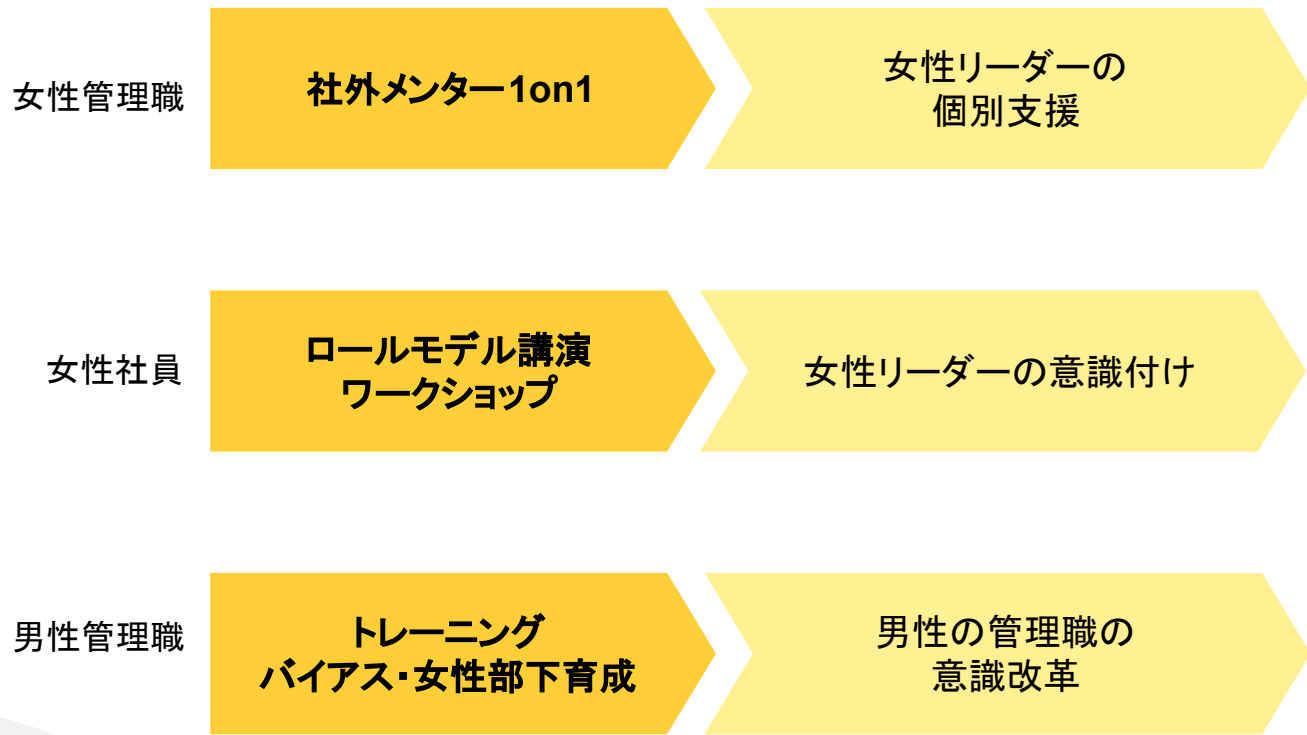 女性管理職
社外メンター1on1
女性リーダーの
個別支援
女性社員
ロールモデル講演
ワークショップ
女性リーダーの意識付け
男性管理職
トレーニング
バイアス・女性部下育成
男性の管理職の
意識改革